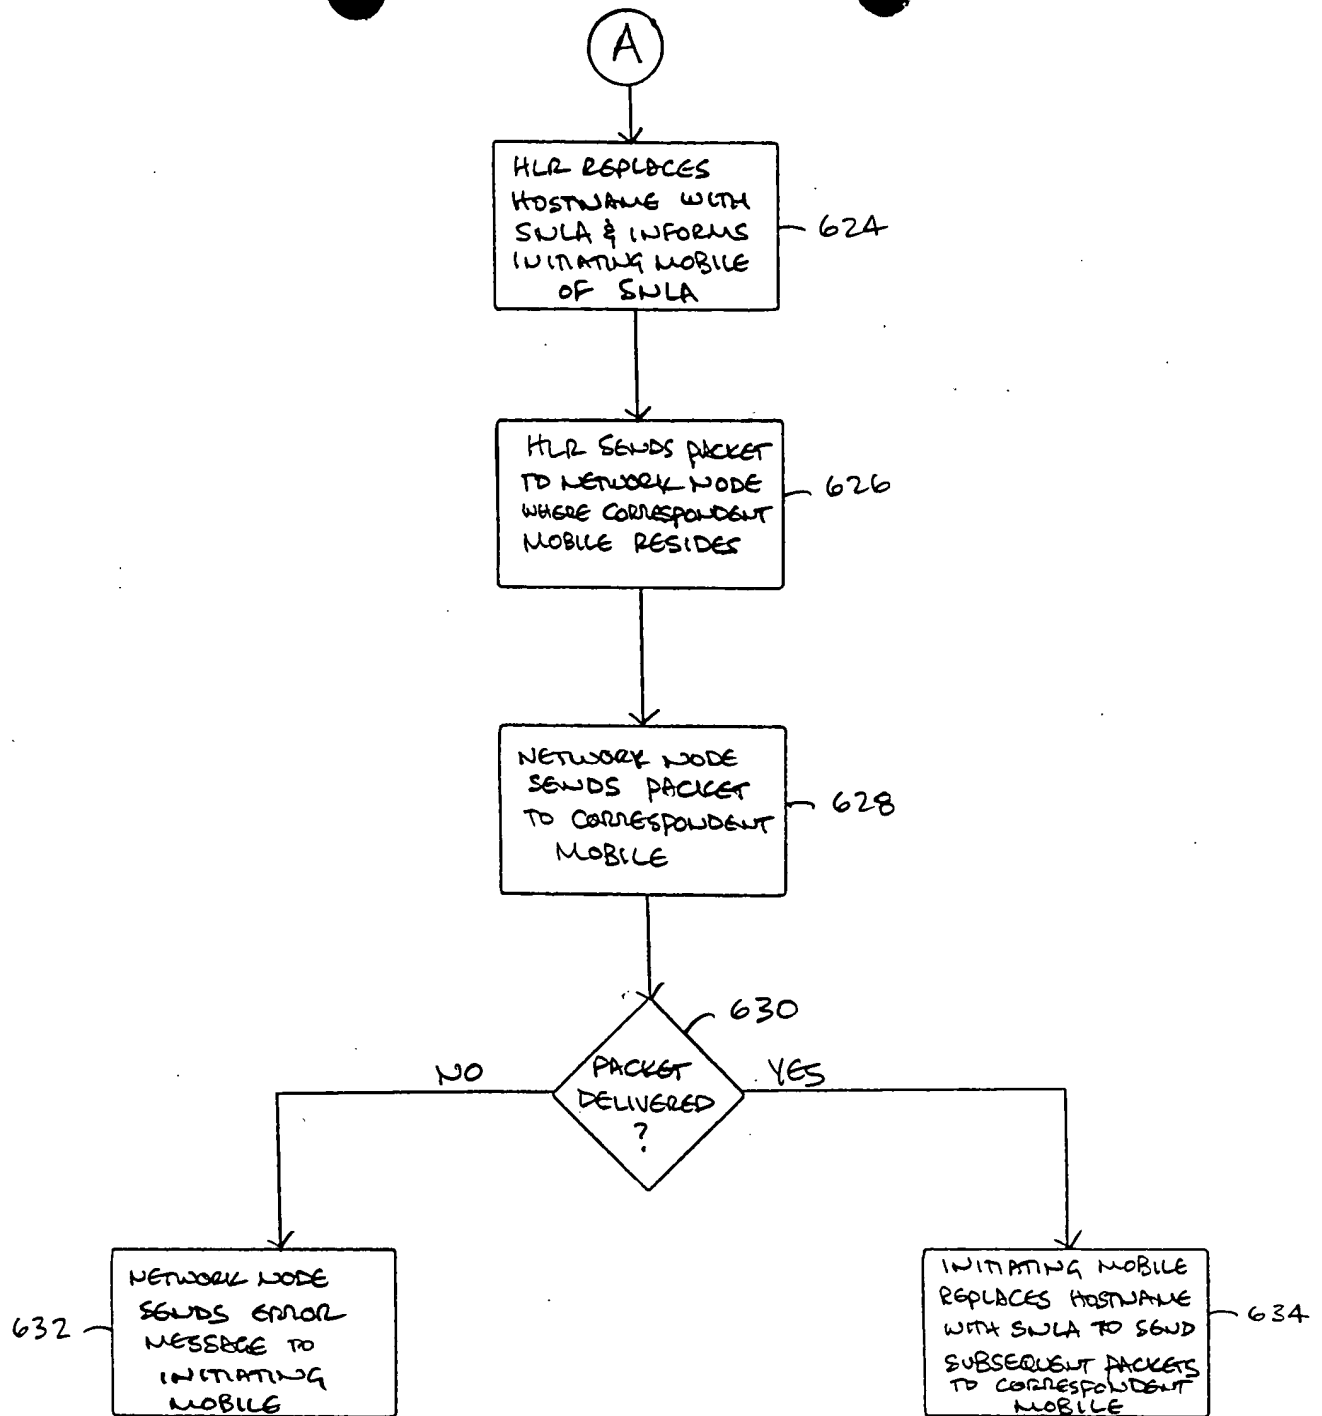 A
HLR REPLACES
HOSTNAME WITH
SNLA & INFORMS
INITIATING MOBILE
OF SNLA
624
HLR SENDS PACKET
TO NETWORK NODE
WHERE CORRESPONDENT
MOBILE RESIDES
626
NETWORK NODE
SENDS PACKET
TO CORRESPONDENT
MOBILE
628
630
PACKET
DELIVERED
?
NO
YES
NETWORK NODE
SENDS ERROR
MESSAGE TO
INITIATING
MOBILE
632
INITIATING MOBILE
REPLACES HOSTNAME
WITH SNLA TO SEND
SUBSEQUENT PACKETS
TO CORRESPONDENT
MOBILE
634